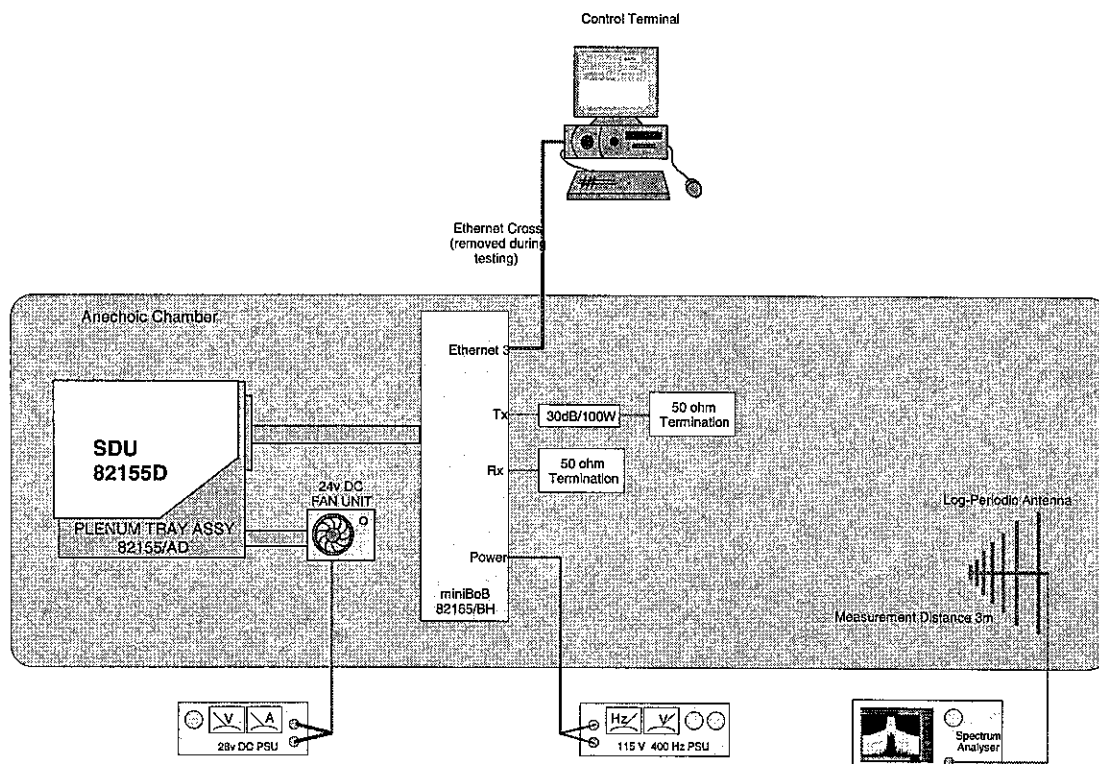 Control Terminal
Ethernet Cross
(removed during
testing)
Anechoic Chamber
Ethernet 3
Tx
30dB/100W
50 ohm
Termination
SDU
82155D
Rx
50 ohm
Termination
24v DC
FAN UNIT
Log-Periodic Antenna
PLENUM TRAY ASSY
82155/AD
Power
miniBoB
82165/BH
Measurement Distance 3m
V
A
28v DC PSU
Hz
V
115 V 400 Hz PSU
Spectrum
Analyser